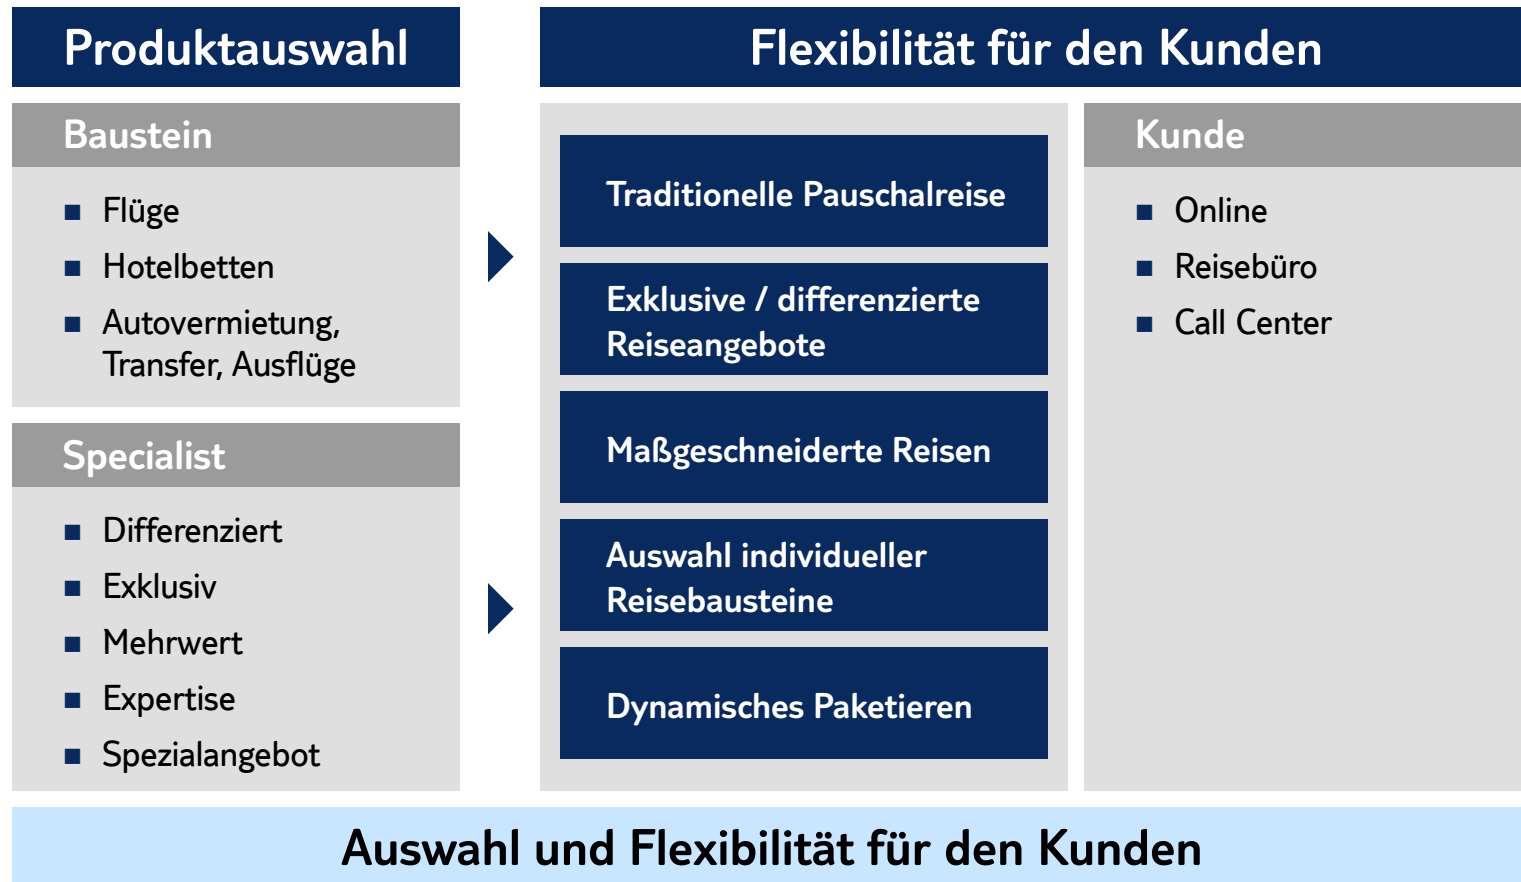 Produktauswahl
Baustein
Flüge
Hotelbetten
Autovermietung,
Transfer, Ausflüge
Specialist
Differenziert
Exklusiv
Mehrwert
Expertise
Spezialangebot
Flexibilität für den Kunden
Traditionelle Pauschalreise
Exklusive / differenzierte
Reiseangebote
Maßgeschneiderte Reisen
Auswahl individueller
Reisebausteine
Dynamisches Paketieren
Kunde
Online
Reisebüro
Call Center
Auswahl und Flexibilität für den Kunden